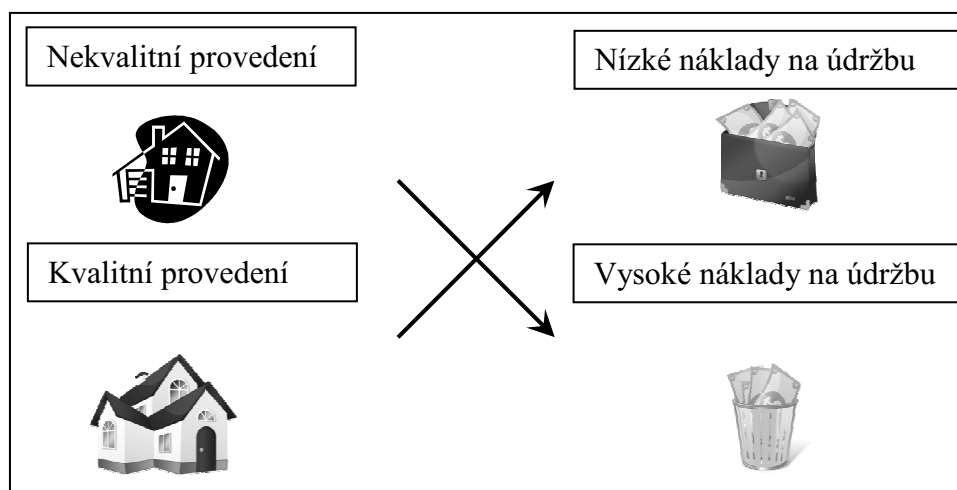 Nekvalitní provedení
Nízké náklady na údržbu
Kvalitní provedení
Vysoké náklady na údržbu